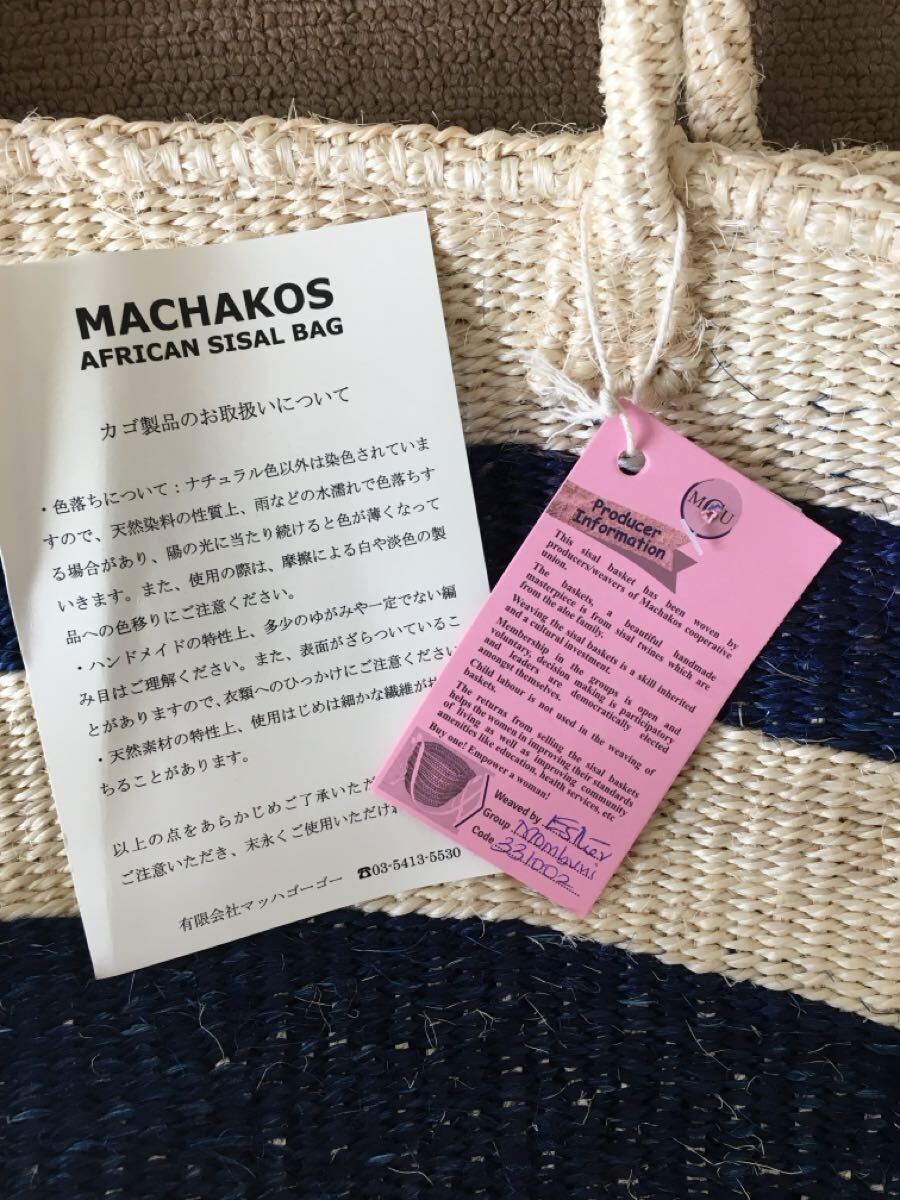 MACHAKOS
AFRICAN SISAL BAG
カゴ製品のお取扱いについて
・色落ちについて：ナチュラル色以外は染色されていま
すので、天然染料の性質上、雨などの水濡れで色落ちす
る場合があり、陽の光に当たり続けると色が薄くなって
いきます。また、使用の際は、摩擦による白や淡色の製
品への色移りにご注意ください。
・ハンドメイドの特性上、多少のゆがみや一定でない編
み目はご理解ください。また、表面がざらついているこ
とがありますので、衣類へのひっかけにご注意ください
・天然素材の特性上、使用はじめは細かな繊維が
ちることがあります。
以上の点をあらかじめご了承いただ
ご注意いただき、末永くご使用いただけ
有限会社マッハゴーゴー ☎03-5413-5530
MCU
Producer
Information
This sisal basket has been woven by
producers/weavers of Machakos cooperative
union.
The baskets, a beautiful handmade
masterpiece is from sisal twines which are
from the aloe family.
Weaving the sisal baskets is a skill inherited
and a cultural investment.
Membership in the groups is open and
voluntary, decision making is participatory
and leaders are democratically elected
amongst themselves.
Child labour is not used in the weaving of
baskets.
The returns from selling the sisal baskets
helps the women in improving their standards
of living as well as improving community
amenities like education, health services, etc
Buy one! Empower a woman!
Weaved by Esther
Group Mbumbuni
Code 331002